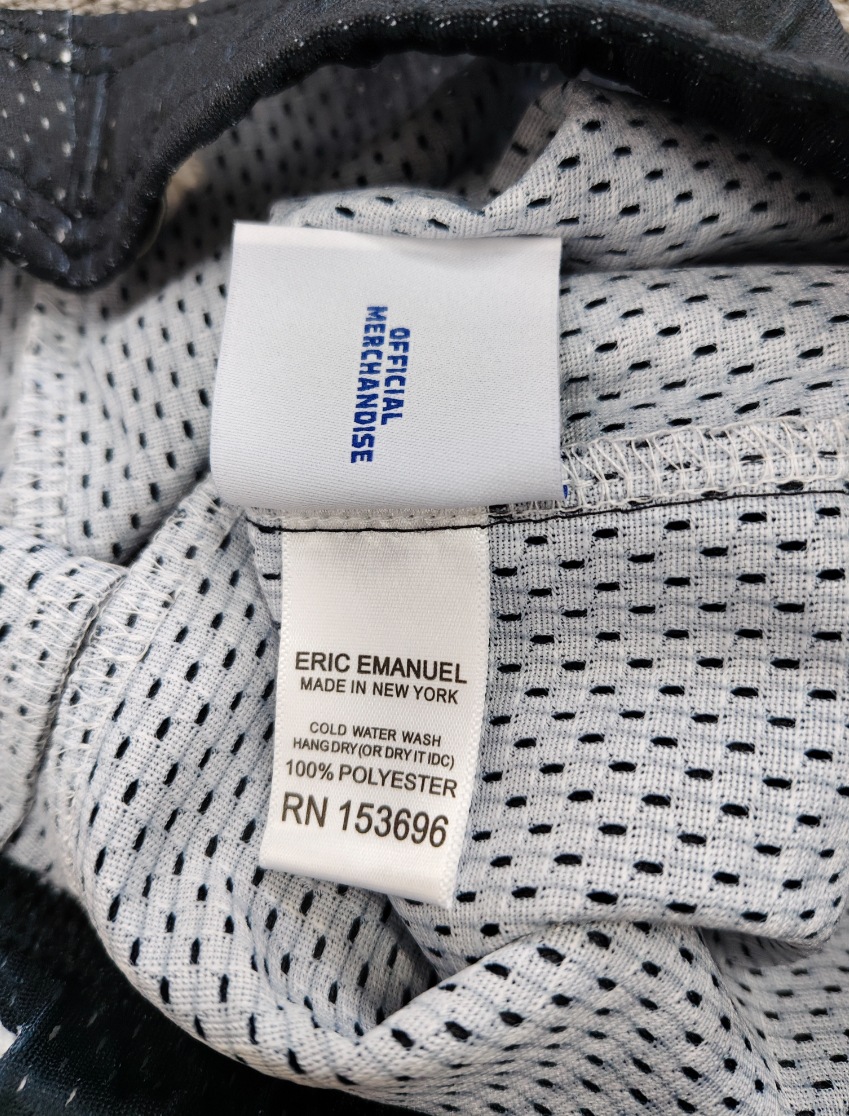 OFFICIAL
MERCHANDISE
ERIC EMANUEL
MADE IN NEW YORK
COLD WATER WASH
HANG DRY (OR DRY IT IDC)
100% POLYESTER
RN 153696